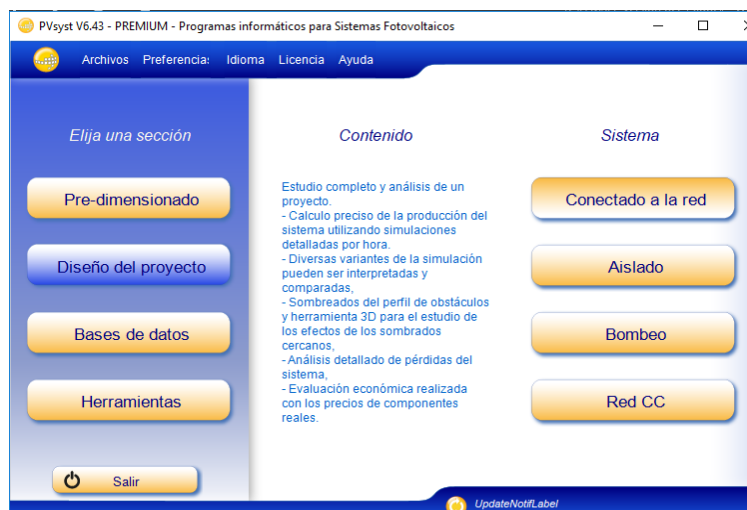 PVsyst V6.43 - PREMIUM - Programas informáticos para Sistemas Fotovoltaicos
Archivos Preferencia: Idioma Licencia Ayuda
Elija una sección
Pre-dimensionado
Diseño del proyecto
Bases de datos
Herramientas
Salir
Contenido
Estudio completo y análisis de un
proyecto.
- Calculo preciso de la producción del
sistema utilizando simulaciones
detalladas por hora.
- Diversas variantes de la simulación
pueden ser interpretadas y
comparadas,
- Sombreados del perfil de obstáculos
y herramienta 3D para el estudio de
los efectos de los sombrados
cercanos,
- Análisis detallado de pérdidas del
sistema,
- Evaluación económica realizada
con los precios de componentes
reales.
Sistema
Conectado a la red
Aislado
Bombeo
Red CC
UpdateNotifLabel